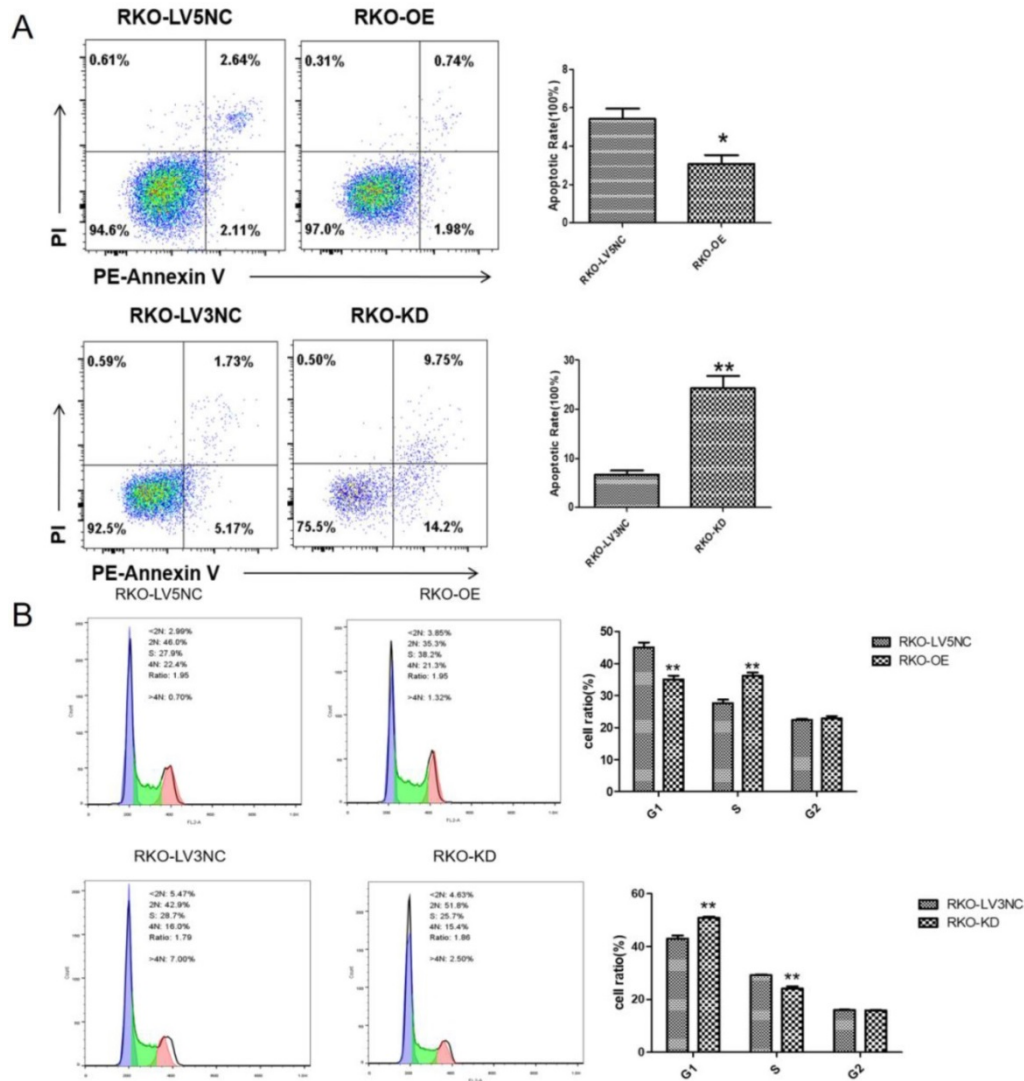 A
RKO-LV5NC
RKO-OE
0.61%
2.64%
94.6%
2.11%
0.31%
0.74%
97.0%
1.98%
PI
PE-Annexin V
Apoptotic Rate(100%)
8
6
4
2
0
*
RKO-LV5NC
RKO-OE
RKO-LV3NC
RKO-KD
0.59%
1.73%
92.5%
5.17%
0.50%
9.75%
75.5%
14.2%
PI
PE-Annexin V
Apoptotic Rate(100%)
30
20
10
0
**
RKO-LV3NC
RKO-KD
B
RKO-LV5NC
<2N: 2.99%
2N: 46.0%
S: 27.9%
4N: 22.4%
Ratio: 1.95
>4N: 0.70%
Count
FL2-A
RKO-OE
<2N: 3.85%
2N: 35.3%
S: 38.2%
4N: 21.3%
Ratio: 1.95
>4N: 1.32%
Count
FL2-A
cell ratio(%)
50
40
30
20
10
0
**
**
G1
S
G2
RKO-LV5NC
RKO-OE
RKO-LV3NC
<2N: 5.47%
2N: 42.9%
S: 28.7%
4N: 16.0%
Ratio: 1.79
>4N: 7.00%
Count
RKO-KD
<2N: 4.63%
2N: 51.8%
S: 25.7%
4N: 15.4%
Ratio: 1.86
>4N: 2.50%
Count
cell ratio(%)
60
40
20
0
**
**
G1
S
G2
RKO-LV3NC
RKO-KD